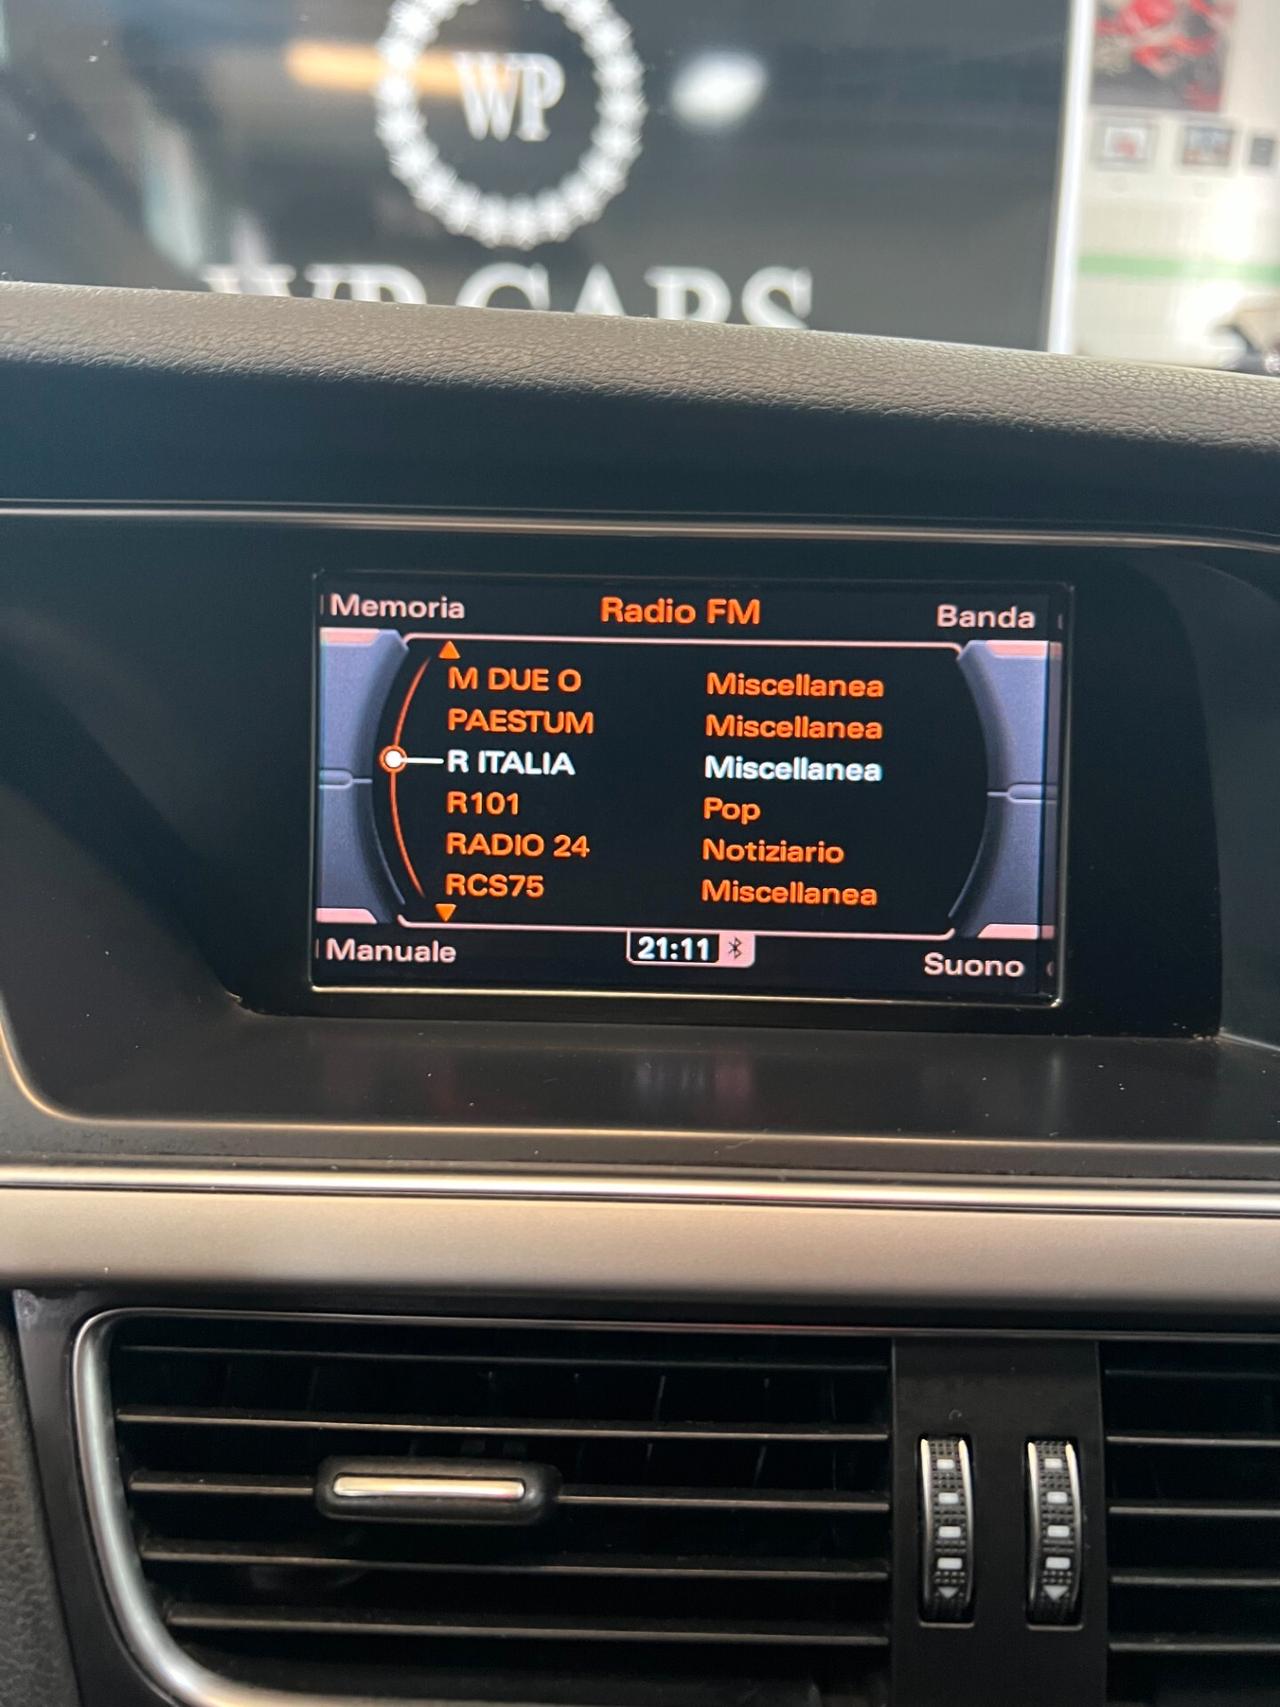 WP
WP CARS
Memoria Radio FM Banda
M DUE O Miscellanea
PAESTUM Miscellanea
R ITALIA Miscellanea
R101 Pop
RADIO 24 Notiziario
RCS75 Miscellanea
Manuale 21:11 Suono